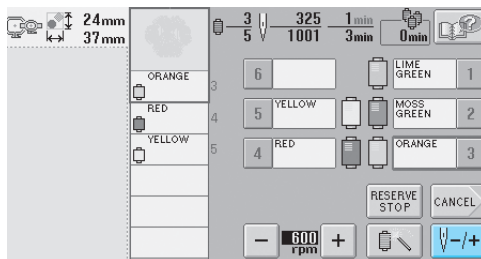 24mm
37mm
3 325 1min
5 1001 3min 0min
ORANGE 3
RED 4
YELLOW 5
6
LIME
GREEN 1
5 YELLOW
MOSS
GREEN 2
4 RED
ORANGE 3
RESERVE
STOP
CANCEL
− 600 rpm +
−/+